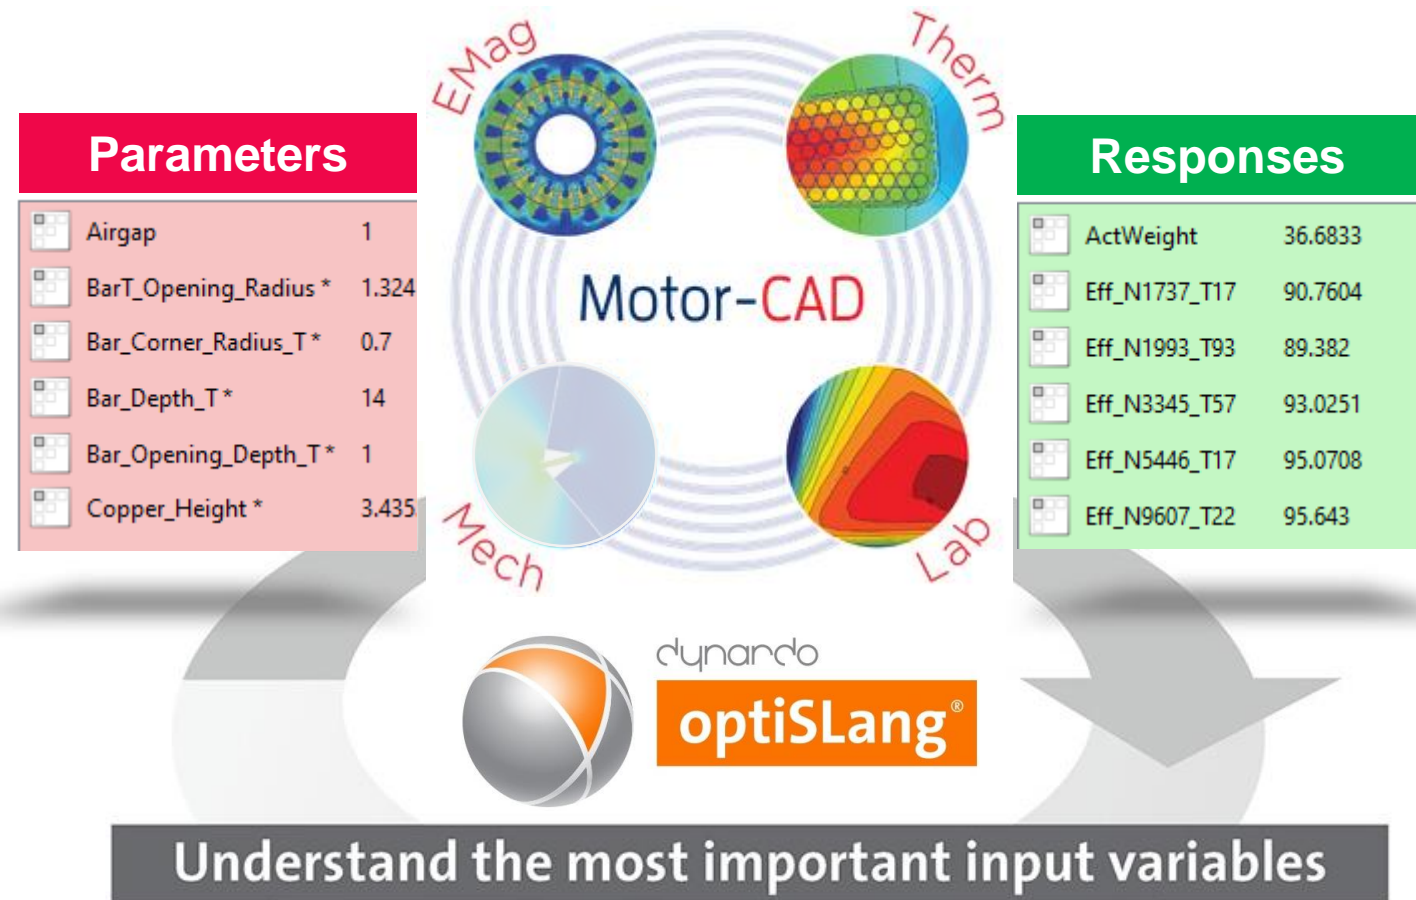 EMag
Therm
Parameters
Airgap 1
BarT_Opening_Radius * 1.324
Bar_Corner_Radius_T * 0.7
Bar_Depth_T * 14
Bar_Opening_Depth_T * 1
Copper_Height * 3.435
Motor-CAD
Responses
ActWeight 36.6833
Eff_N1737_T17 90.7604
Eff_N1993_T93 89.382
Eff_N3345_T57 93.0251
Eff_N5446_T17 95.0708
Eff_N9607_T22 95.643
Mech
Lab
dynardo
optiSLang®
Understand the most important input variables